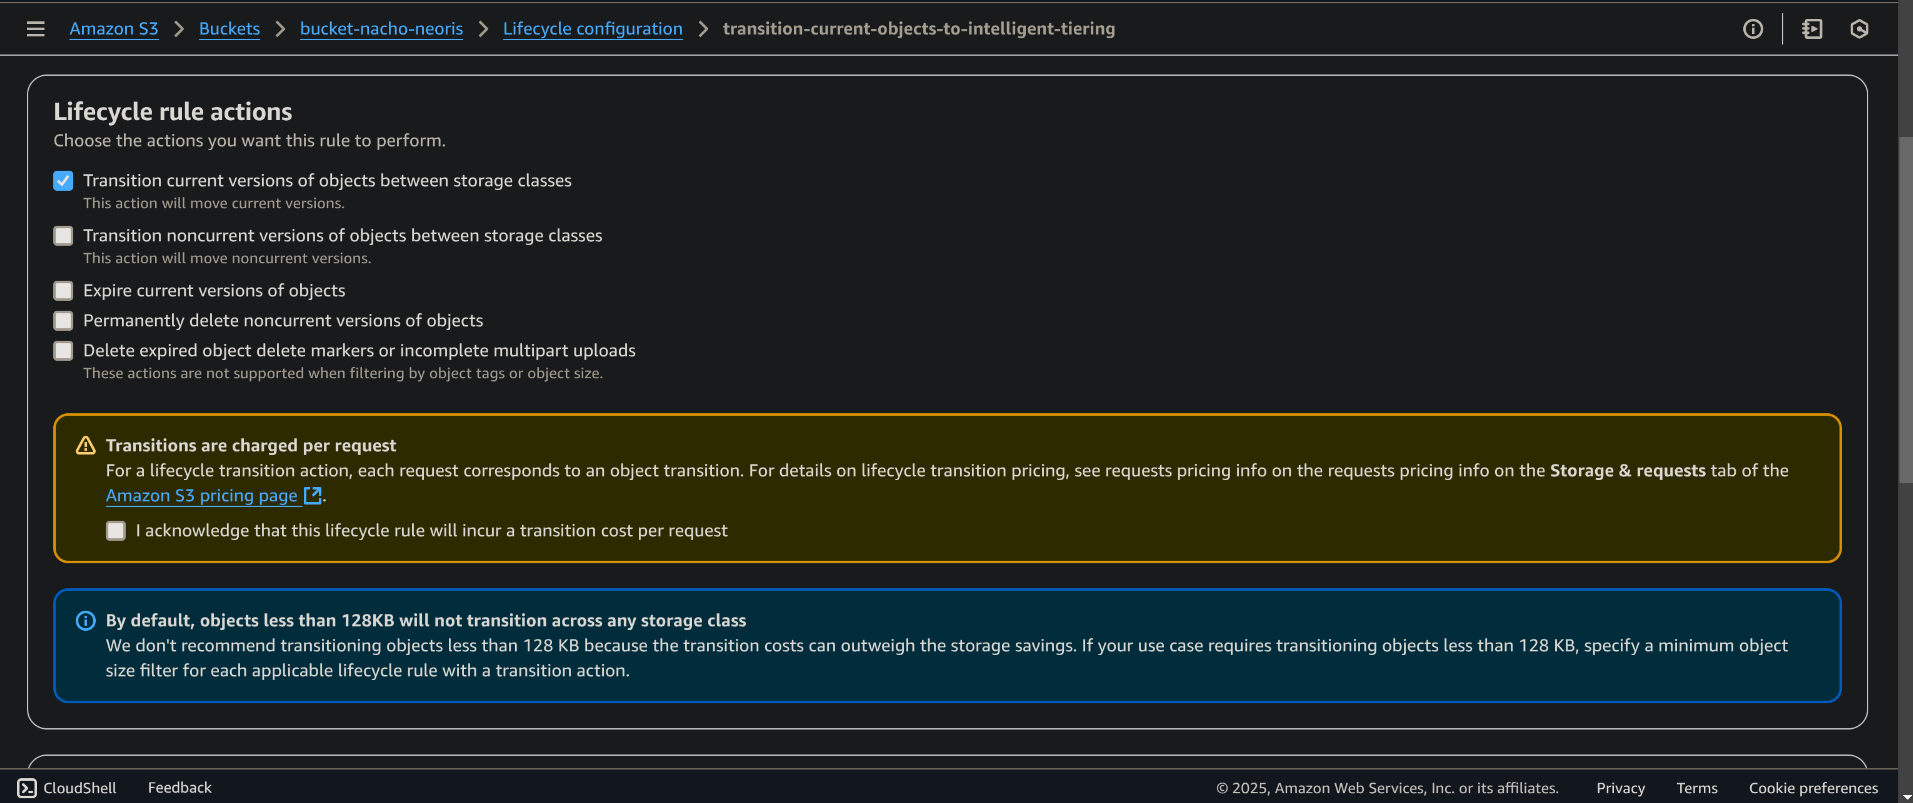 Amazon S3 > Buckets > bucket-nacho-neoris > Lifecycle configuration > transition-current-objects-to-intelligent-tiering
Lifecycle rule actions
Choose the actions you want this rule to perform.
Transition current versions of objects between storage classes
This action will move current versions.
Transition noncurrent versions of objects between storage classes
This action will move noncurrent versions.
Expire current versions of objects
Permanently delete noncurrent versions of objects
Delete expired object delete markers or incomplete multipart uploads
These actions are not supported when filtering by object tags or object size.
Transitions are charged per request
For a lifecycle transition action, each request corresponds to an object transition. For details on lifecycle transition pricing, see requests pricing info on the requests pricing info on the Storage & requests tab of the
Amazon S3 pricing page.
I acknowledge that this lifecycle rule will incur a transition cost per request
By default, objects less than 128KB will not transition across any storage class
We don't recommend transitioning objects less than 128 KB because the transition costs can outweigh the storage savings. If your use case requires transitioning objects less than 128 KB, specify a minimum object
size filter for each applicable lifecycle rule with a transition action.
CloudShell Feedback © 2025, Amazon Web Services, Inc. or its affiliates. Privacy Terms Cookie preferences